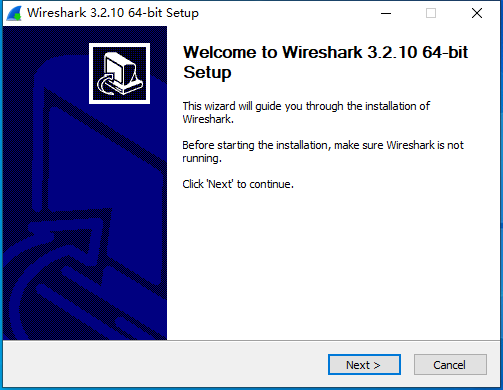 Wireshark 3.2.10 64-bit Setup
Welcome to Wireshark 3.2.10 64-bit
Setup
This wizard will guide you through the installation of
Wireshark.
Before starting the installation, make sure Wireshark is not
running.
Click 'Next' to continue.
Next >
Cancel